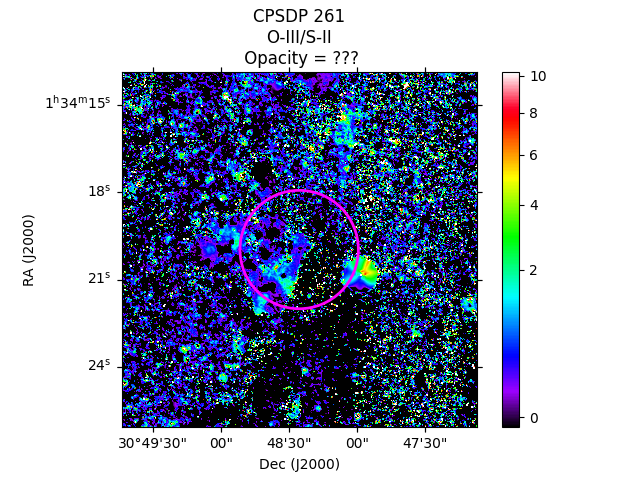 CPSDP 261
O-III/S-II
Opacity = ???
1ʰ34ᵐ15ˢ
18ˢ
21ˢ
24ˢ
RA (J2000)
30°49'30"
00"
48'30"
00"
47'30"
Dec (J2000)
10
8
6
4
2
0